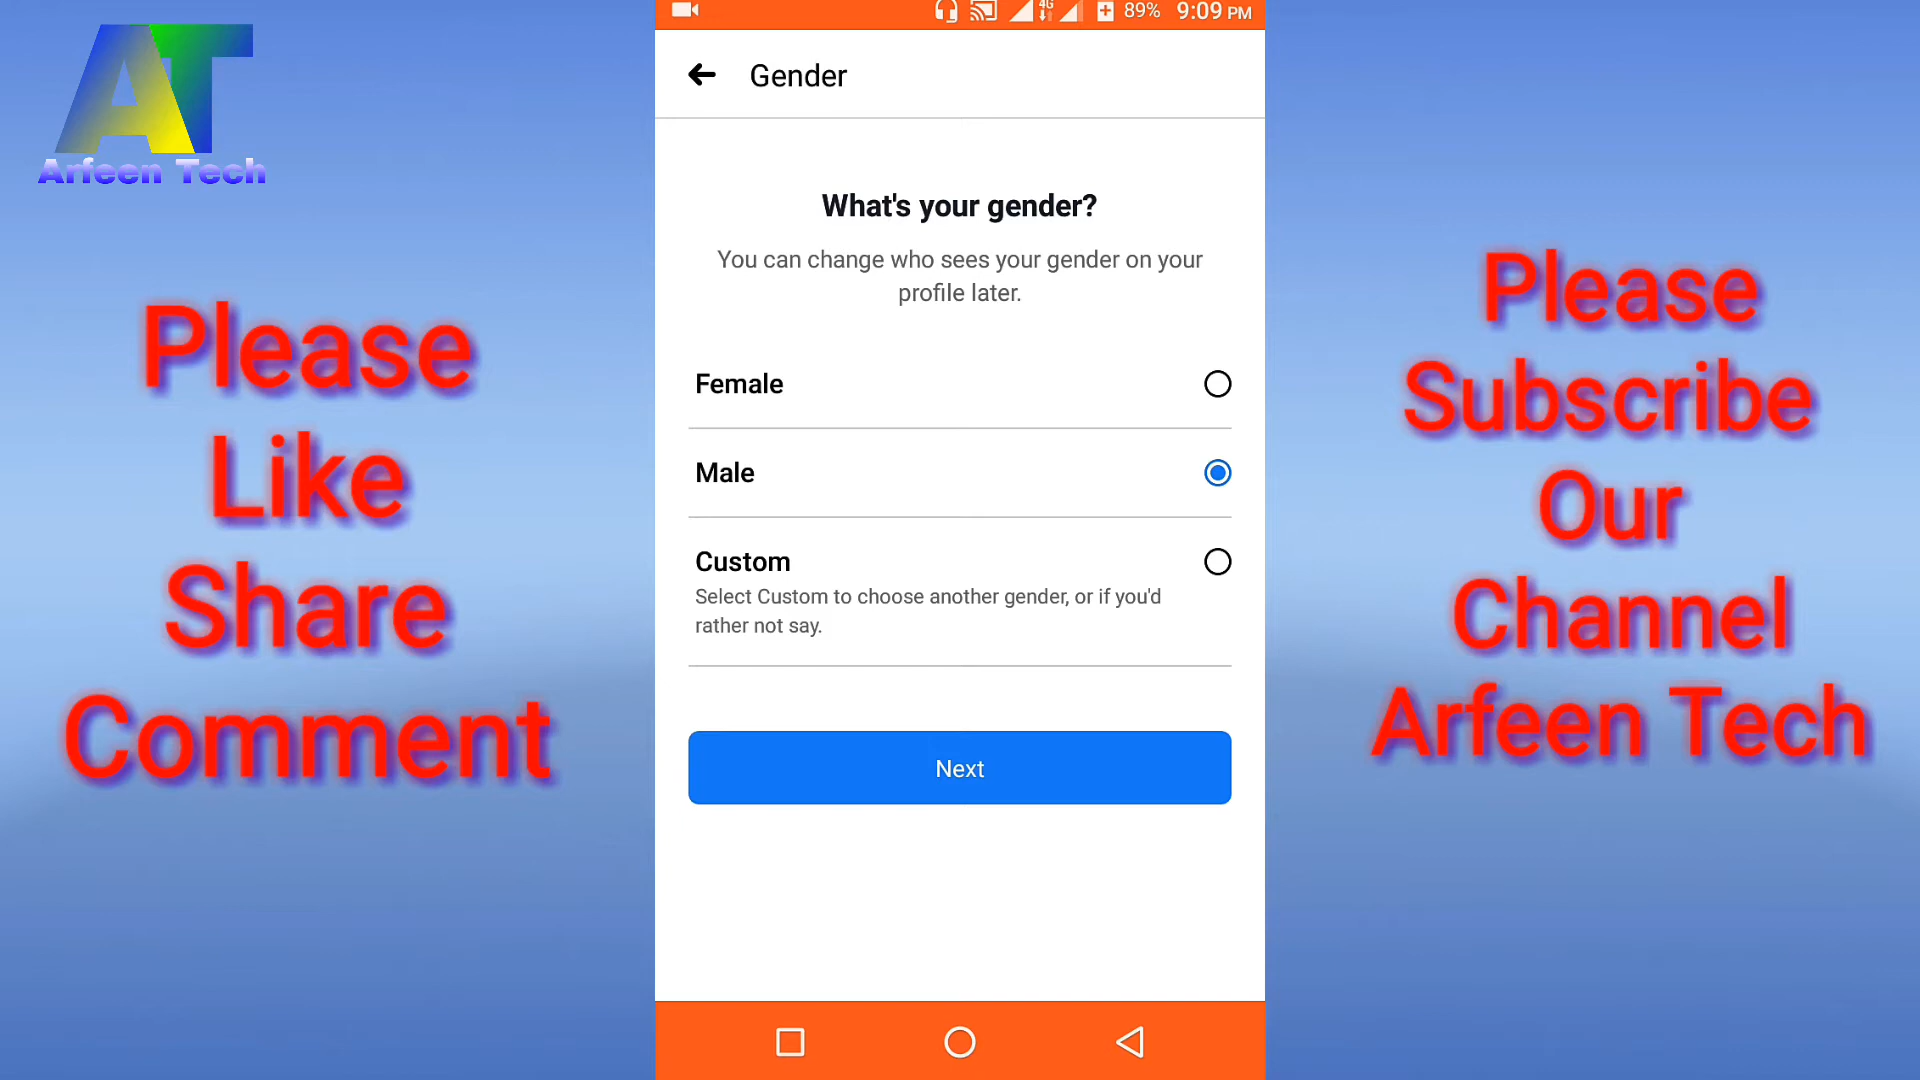 AT
Arfeen Tech
4G 89% 9:09 PM
Gender
What's your gender?
You can change who sees your gender on your
profile later.
Female
Male
Custom
Select Custom to choose another gender, or if you'd
rather not say.
Next
Please
Like
Share
Comment
Please
Subscribe
Our
Channel
Arfeen Tech